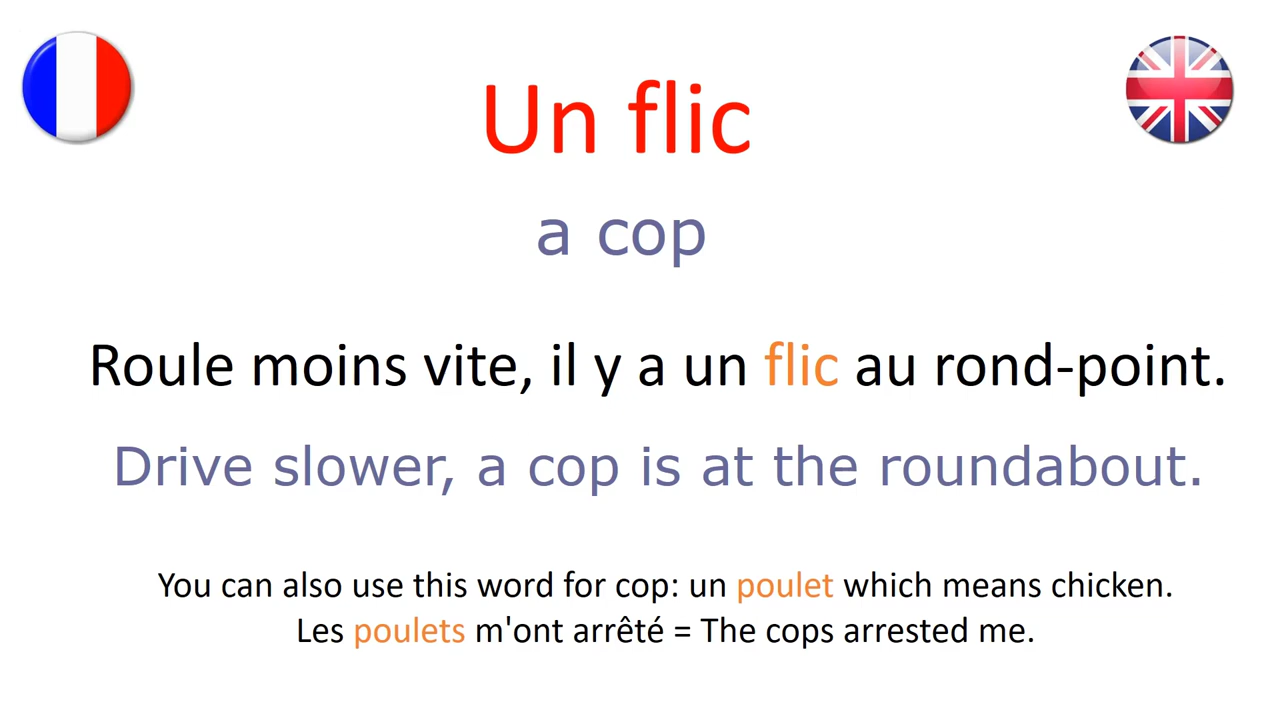 Un flic
a cop
Roule moins vite, il y a un flic au rond-point.
Drive slower, a cop is at the roundabout.
You can also use this word for cop: un poulet which means chicken.
Les poulets m'ont arrêté = The cops arrested me.